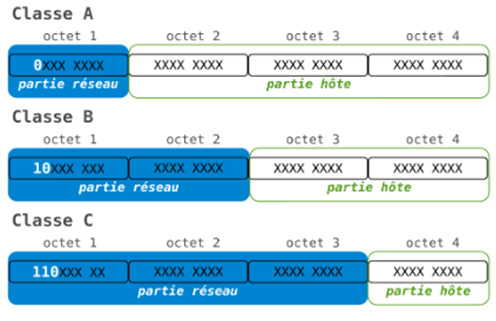 Classe A
octet 1 octet 2 octet 3 octet 4
0XXX XXXX XXXX XXXX XXXX XXXX XXXX XXXX
partie réseau partie hôte
Classe B
octet 1 octet 2 octet 3 octet 4
10XXX XXX XXXX XXXX XXXX XXXX XXXX XXXX
partie réseau partie hôte
Classe C
octet 1 octet 2 octet 3 octet 4
110XXX XX XXXX XXXX XXXX XXXX XXXX XXXX
partie réseau partie hôte